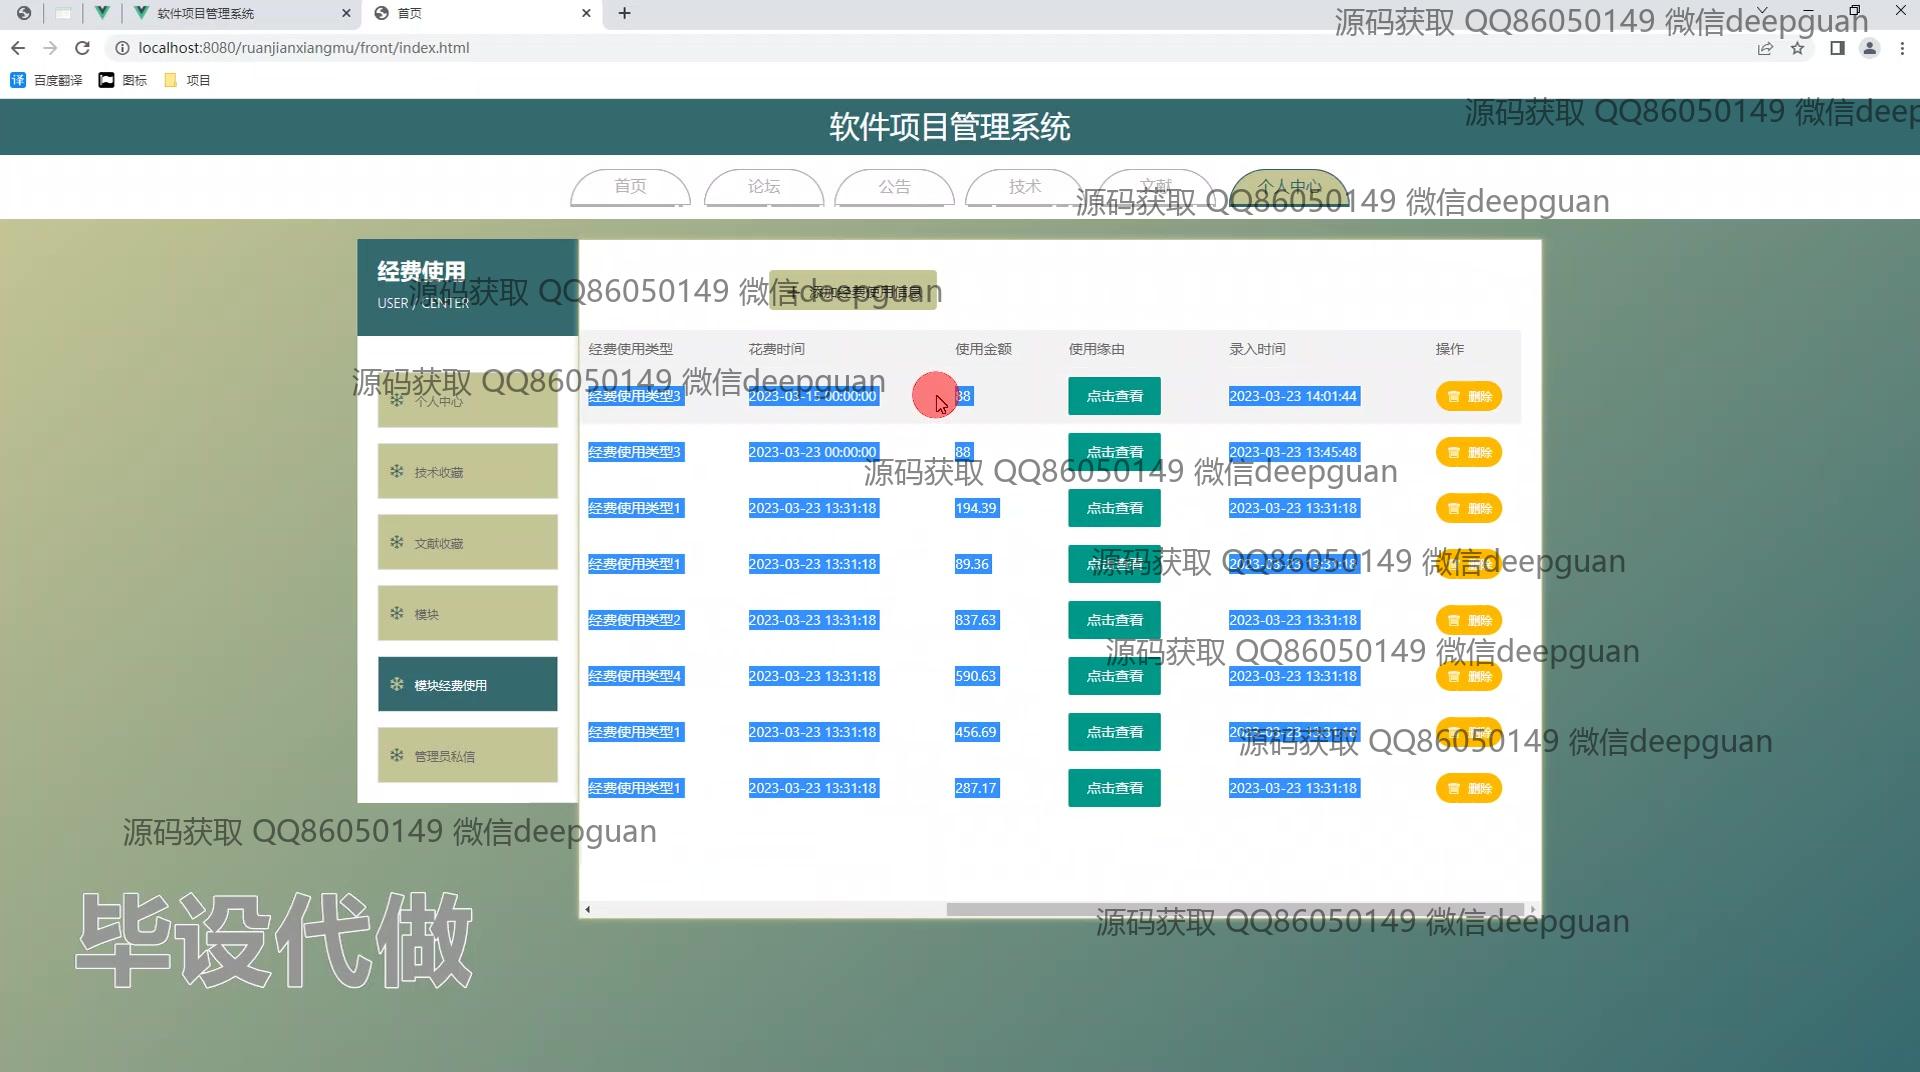 软件项目管理系统
首页
源码获取 QQ86050149 微信deepguan
localhost:8080/ruanjianxiangmu/front/index.html
译 百度翻译 图标 项目
软件项目管理系统
源码获取 QQ86050149 微信deep
首页 论坛 公告 技术 文献 个人中心
源码获取 QQ86050149 微信deepguan
经费使用
USER / CENTER
源码获取 QQ86050149 微信deepguan
+ 添加经费使用信息
经费使用类型 花费时间 使用金额 使用缘由 录入时间 操作
源码获取 QQ86050149 微信deepguan
经费使用类型3 2023-03-15 00:00:00 88 点击查看 2023-03-23 14:01:44 删除
个人中心
经费使用类型3 2023-03-23 00:00:00 88 点击查看 2023-03-23 13:45:48 删除
技术收藏
源码获取 QQ86050149 微信deepguan
经费使用类型1 2023-03-23 13:31:18 194.39 点击查看 2023-03-23 13:31:18 删除
文献收藏
源码获取 QQ86050149 微信deepguan
经费使用类型1 2023-03-23 13:31:18 89.36 点击查看 2023-03-23 13:31:18 删除
模块
经费使用类型2 2023-03-23 13:31:18 837.63 点击查看 2023-03-23 13:31:18 删除
源码获取 QQ86050149 微信deepguan
经费使用类型4 2023-03-23 13:31:18 590.63 点击查看 2023-03-23 13:31:18 删除
模块经费使用
经费使用类型1 2023-03-23 13:31:18 456.69 点击查看 2023-03-23 13:31:18 删除
源码获取 QQ86050149 微信deepguan
管理员私信
经费使用类型1 2023-03-23 13:31:18 287.17 点击查看 2023-03-23 13:31:18 删除
源码获取 QQ86050149 微信deepguan
源码获取 QQ86050149 微信deepguan
毕设代做